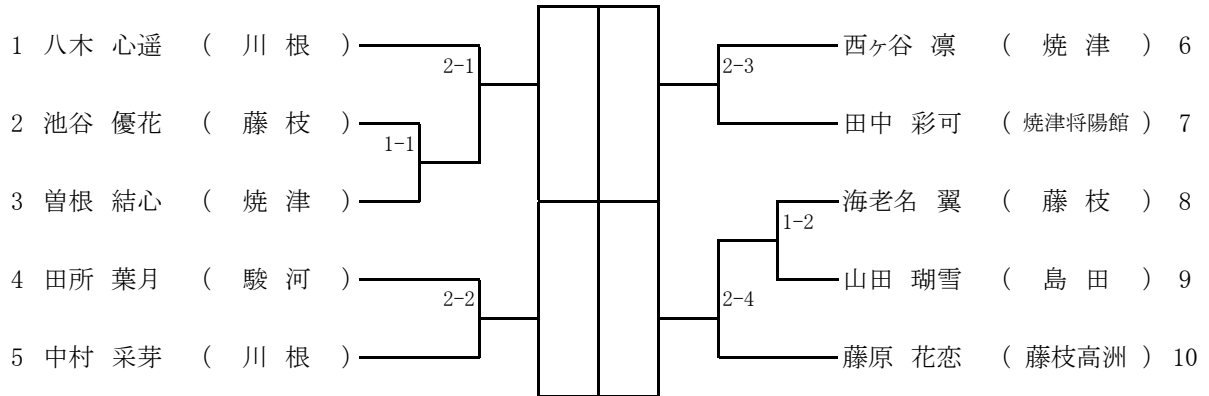 1 八木 心遥 ( 川 根 )
2-1
2 池谷 優花 ( 藤 枝 )
1-1
3 曽根 結心 ( 焼 津 )
4 田所 葉月 ( 駿 河 )
2-2
5 中村 采芽 ( 川 根 )
西ヶ谷 凛 ( 焼 津 ) 6
2-3
田中 彩可 ( 焼津将陽館 ) 7
海老名 翼 ( 藤 枝 ) 8
1-2
山田 瑚雪 ( 島 田 ) 9
2-4
藤原 花恋 ( 藤枝高洲 ) 10